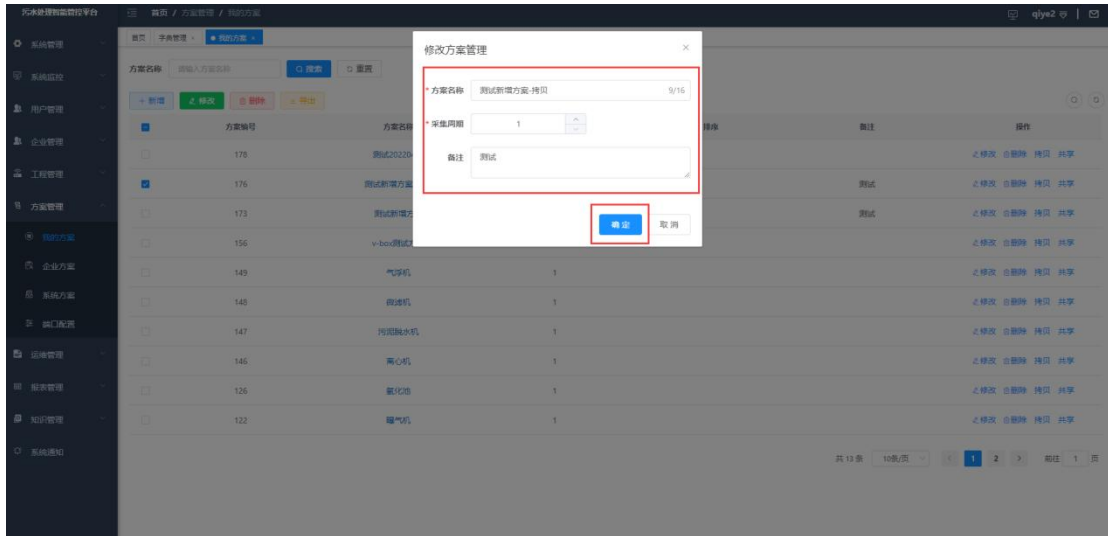 污水处理智能管控平台
首页 / 方案管理 / 我的方案
qiye2
系统管理
系统监控
用户管理
企业管理
工程管理
方案管理
我的方案
企业方案
系统方案
端口配置
运维管理
报表管理
知识管理
系统通知
首页 字典管理 × ● 我的方案 ×
方案名称 请输入方案名称 搜索 重置
+ 新增 修改 删除 导出
方案编号 方案名称 排序 备注 操作
178 测试20220 修改 删除 拷贝 共享
176 测试新增方案 测试 修改 删除 拷贝 共享
173 测试新增方 测试 修改 删除 拷贝 共享
156 v-box测试 修改 删除 拷贝 共享
149 气浮机 1 修改 删除 拷贝 共享
148 微滤机 1 修改 删除 拷贝 共享
147 污泥脱水机 1 修改 删除 拷贝 共享
146 离心机 1 修改 删除 拷贝 共享
126 氧化池 1 修改 删除 拷贝 共享
122 曝气机 1 修改 删除 拷贝 共享
共 13 条 10条/页 < 1 2 > 前往 1 页
修改方案管理 ×
* 方案名称 测试新增方案-拷贝 9/16
* 采集周期 1
备注 测试
确 定 取 消